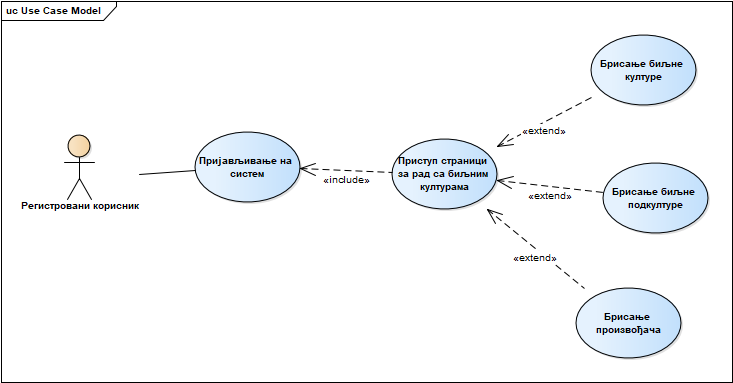 uc Use Case Model
Брисање биљне
културе
«extend»
Пријављивање на
систем
Приступ страници
за рад са биљним
културама
«include»
Регистровани корисник
«extend»
Брисање биљне
подкултуре
«extend»
Брисање
произвођача